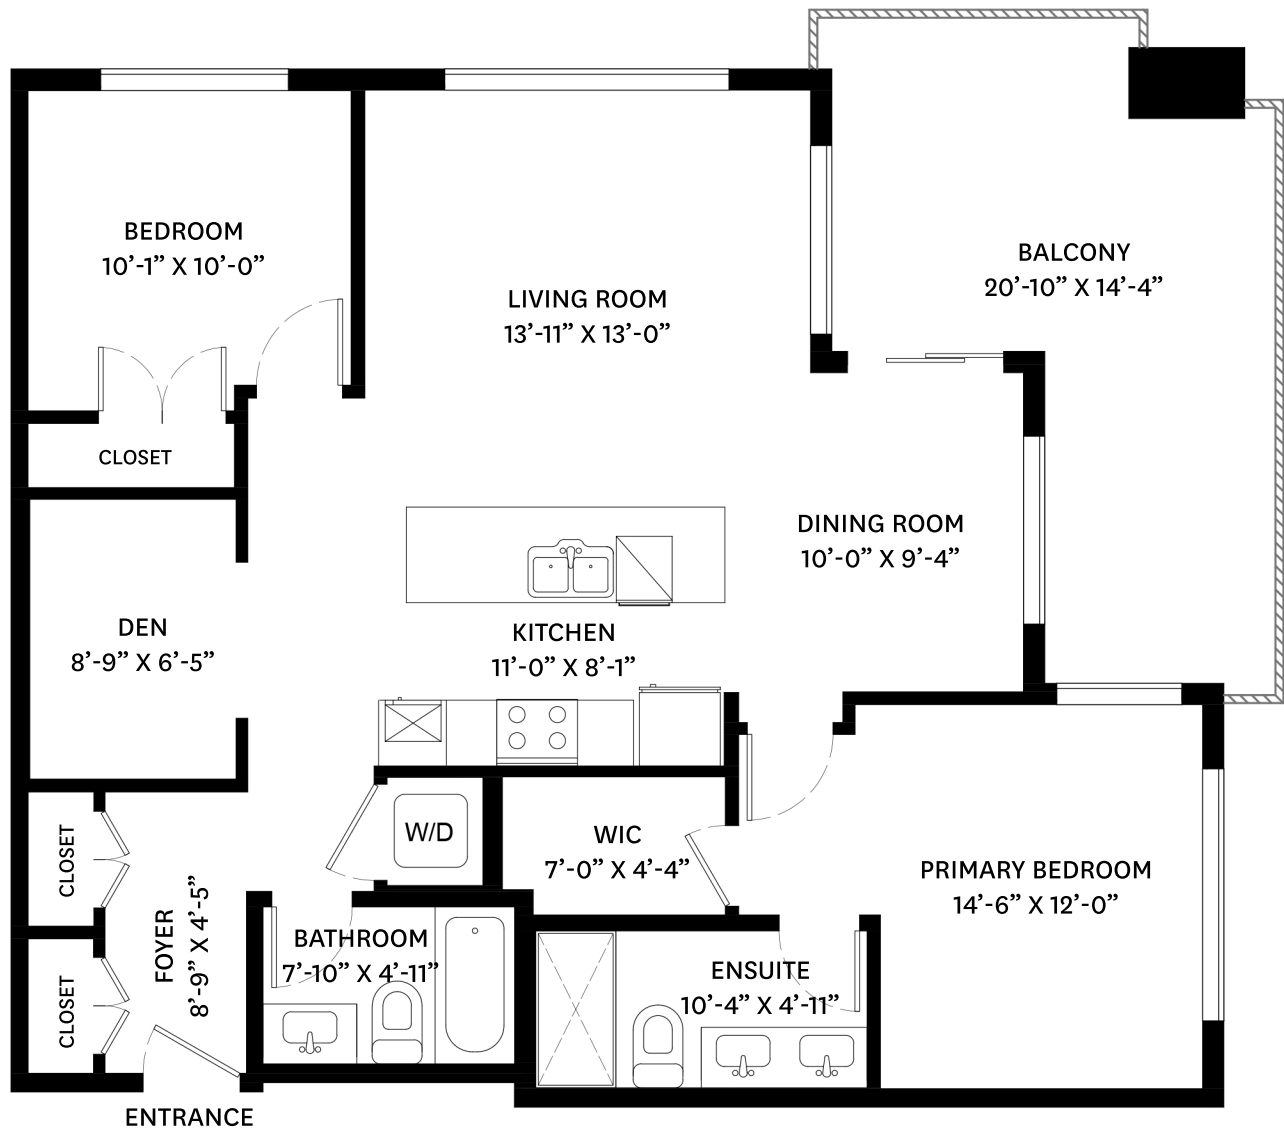 BEDROOM
10’-1” X 10’-0”
LIVING ROOM
13’-11” X 13’-0”
BALCONY
20’-10” X 14’-4”
CLOSET
DINING ROOM
10’-0” X 9’-4”
DEN
8’-9” X 6’-5”
KITCHEN
11’-0” X 8’-1”
W/D
WIC
7’-0” X 4’-4”
PRIMARY BEDROOM
14’-6” X 12’-0”
CLOSET
FOYER
8’-9” X 4’-5”
BATHROOM
7’-10” X 4’-11”
ENSUITE
10’-4” X 4’-11”
CLOSET
ENTRANCE